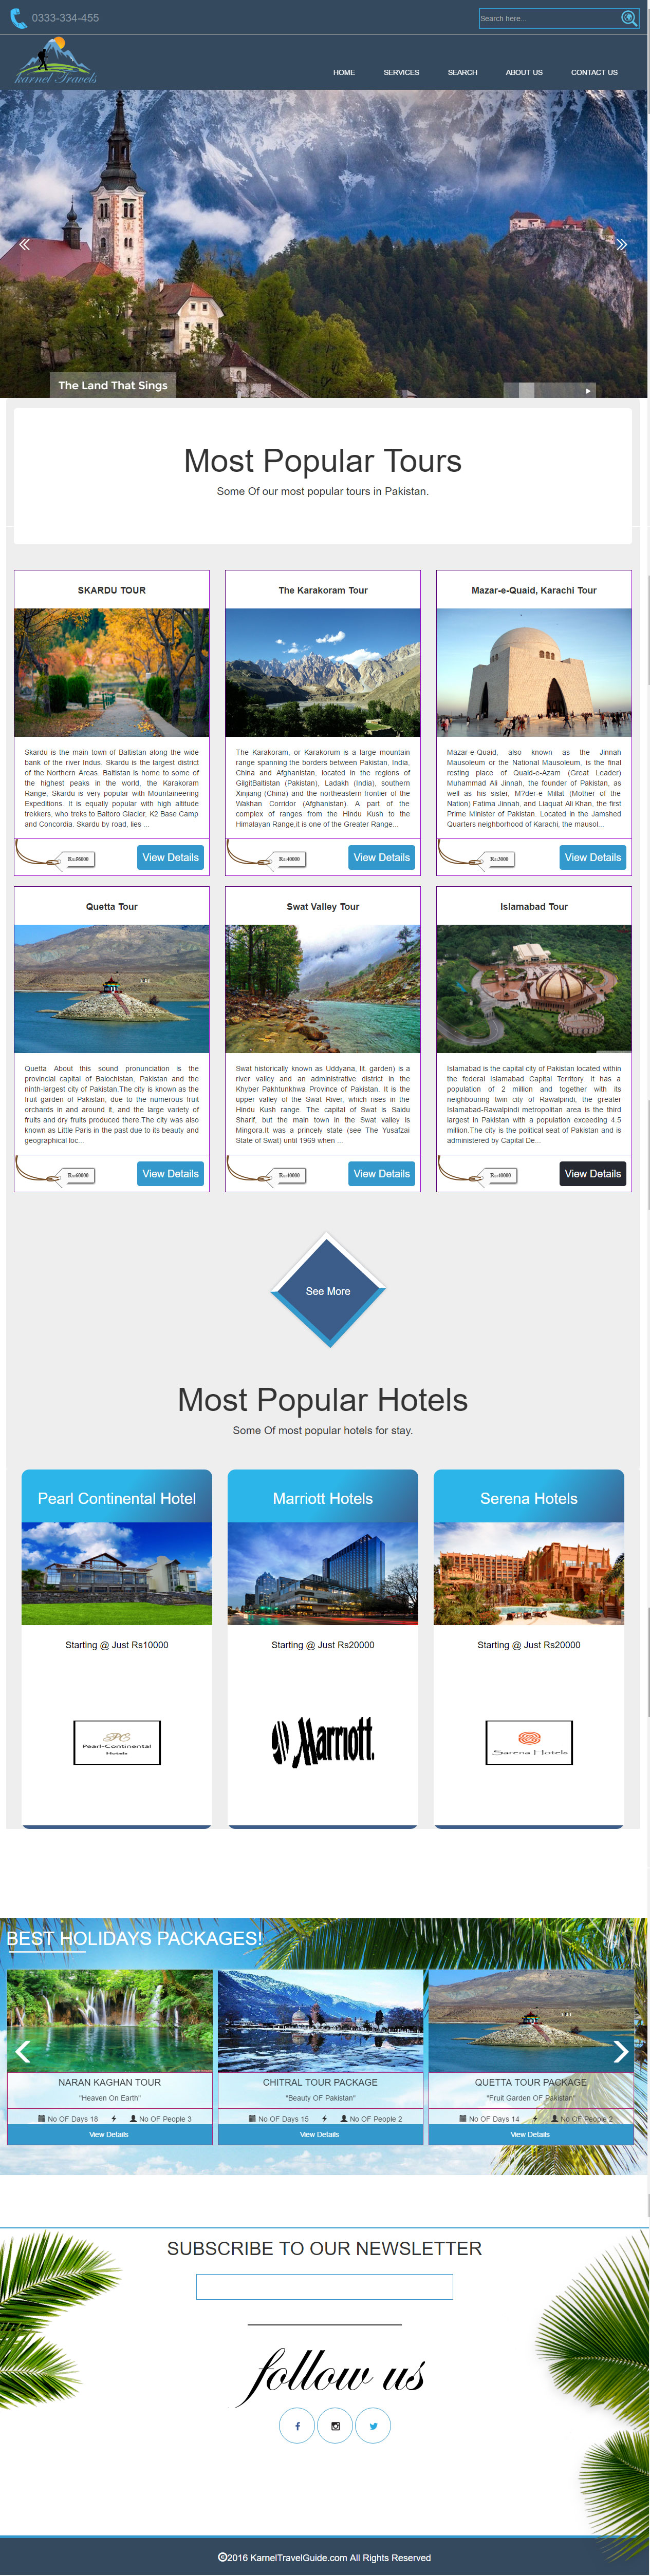 0333-334-455
Search here...
karnel Travels
HOME SERVICES SEARCH ABOUT US CONTACT US
The Land That Sings
Most Popular Tours
Some Of our most popular tours in Pakistan.
SKARDU TOUR
Skardu is the main town of Baltistan along the wide
bank of the river Indus. Skardu is the largest district
of the Northern Areas. Baltistan is home to some of
the highest peaks in the world, the Karakoram
Range, Skardu is very popular with Mountaineering
Expeditions. It is equally popular with high altitude
trekkers, who treks to Baltoro Glacier, K2 Base Camp
and Concordia. Skardu by road, lies ...
Rs:98000
View Details
The Karakoram Tour
The Karakoram, or Karakorum is a large mountain
range spanning the borders between Pakistan, India,
China and Afghanistan, located in the regions of
GilgitBaltistan (Pakistan), Ladakh (India), southern
Xinjiang (China) and the northeastern frontier of the
Wakhan Corridor (Afghanistan). A part of the
complex of ranges from the Hindu Kush to the
Himalayan Range,it is one of the Greater Range...
Rs:40000
View Details
Mazar-e-Quaid, Karachi Tour
Mazar-e-Quaid, also known as the Jinnah
Mausoleum or the National Mausoleum, is the final
resting place of Quaid-e-Azam (Great Leader)
Muhammad Ali Jinnah, the founder of Pakistan, as
well as his sister, M?der-e Millat (Mother of the
Nation) Fatima Jinnah, and Liaquat Ali Khan, the first
Prime Minister of Pakistan. Located in the Jamshed
Quarters neighborhood of Karachi, the mausol...
Rs:3000
View Details
Quetta Tour
Quetta About this sound pronunciation is the
provincial capital of Balochistan, Pakistan and the
ninth-largest city of Pakistan.The city is known as the
fruit garden of Pakistan, due to the numerous fruit
orchards in and around it, and the large variety of
fruits and dry fruits produced there.The city was also
known as Little Paris in the past due to its beauty and
geographical loc...
Rs:60000
View Details
Swat Valley Tour
Swat historically known as Uddyana, lit. garden) is a
river valley and an administrative district in the
Khyber Pakhtunkhwa Province of Pakistan. It is the
upper valley of the Swat River, which rises in the
Hindu Kush range. The capital of Swat is Saidu
Sharif, but the main town in the Swat valley is
Mingora.It was a princely state (see The Yusafzai
State of Swat) until 1969 when ...
Rs:40000
View Details
Islamabad Tour
Islamabad is the capital city of Pakistan located within
the federal Islamabad Capital Territory. It has a
population of 2 million and together with its
neighbouring twin city of Rawalpindi, the greater
Islamabad-Rawalpindi metropolitan area is the third
largest in Pakistan with a population exceeding 4.5
million.The city is the political seat of Pakistan and is
administered by Capital De...
Rs:40000
View Details
See More
Most Popular Hotels
Some Of most popular hotels for stay.
Pearl Continental Hotel
Starting @ Just Rs10000
PC
Pearl-Continental
Hotels
Marriott Hotels
Starting @ Just Rs20000
Marriott
Serena Hotels
Starting @ Just Rs20000
Serena Hotels
BEST HOLIDAYS PACKAGES!
NARAN KAGHAN TOUR
"Heaven On Earth"
No OF Days 18 No OF People 3
View Details
CHITRAL TOUR PACKAGE
"Beauty OF Pakistan"
No OF Days 15 No OF People 2
View Details
QUETTA TOUR PACKAGE
"Fruit Garden OF Pakistan"
No OF Days 14 No OF People 2
View Details
SUBSCRIBE TO OUR NEWSLETTER
follow us
©2016 KarnelTravelGuide.com All Rights Reserved